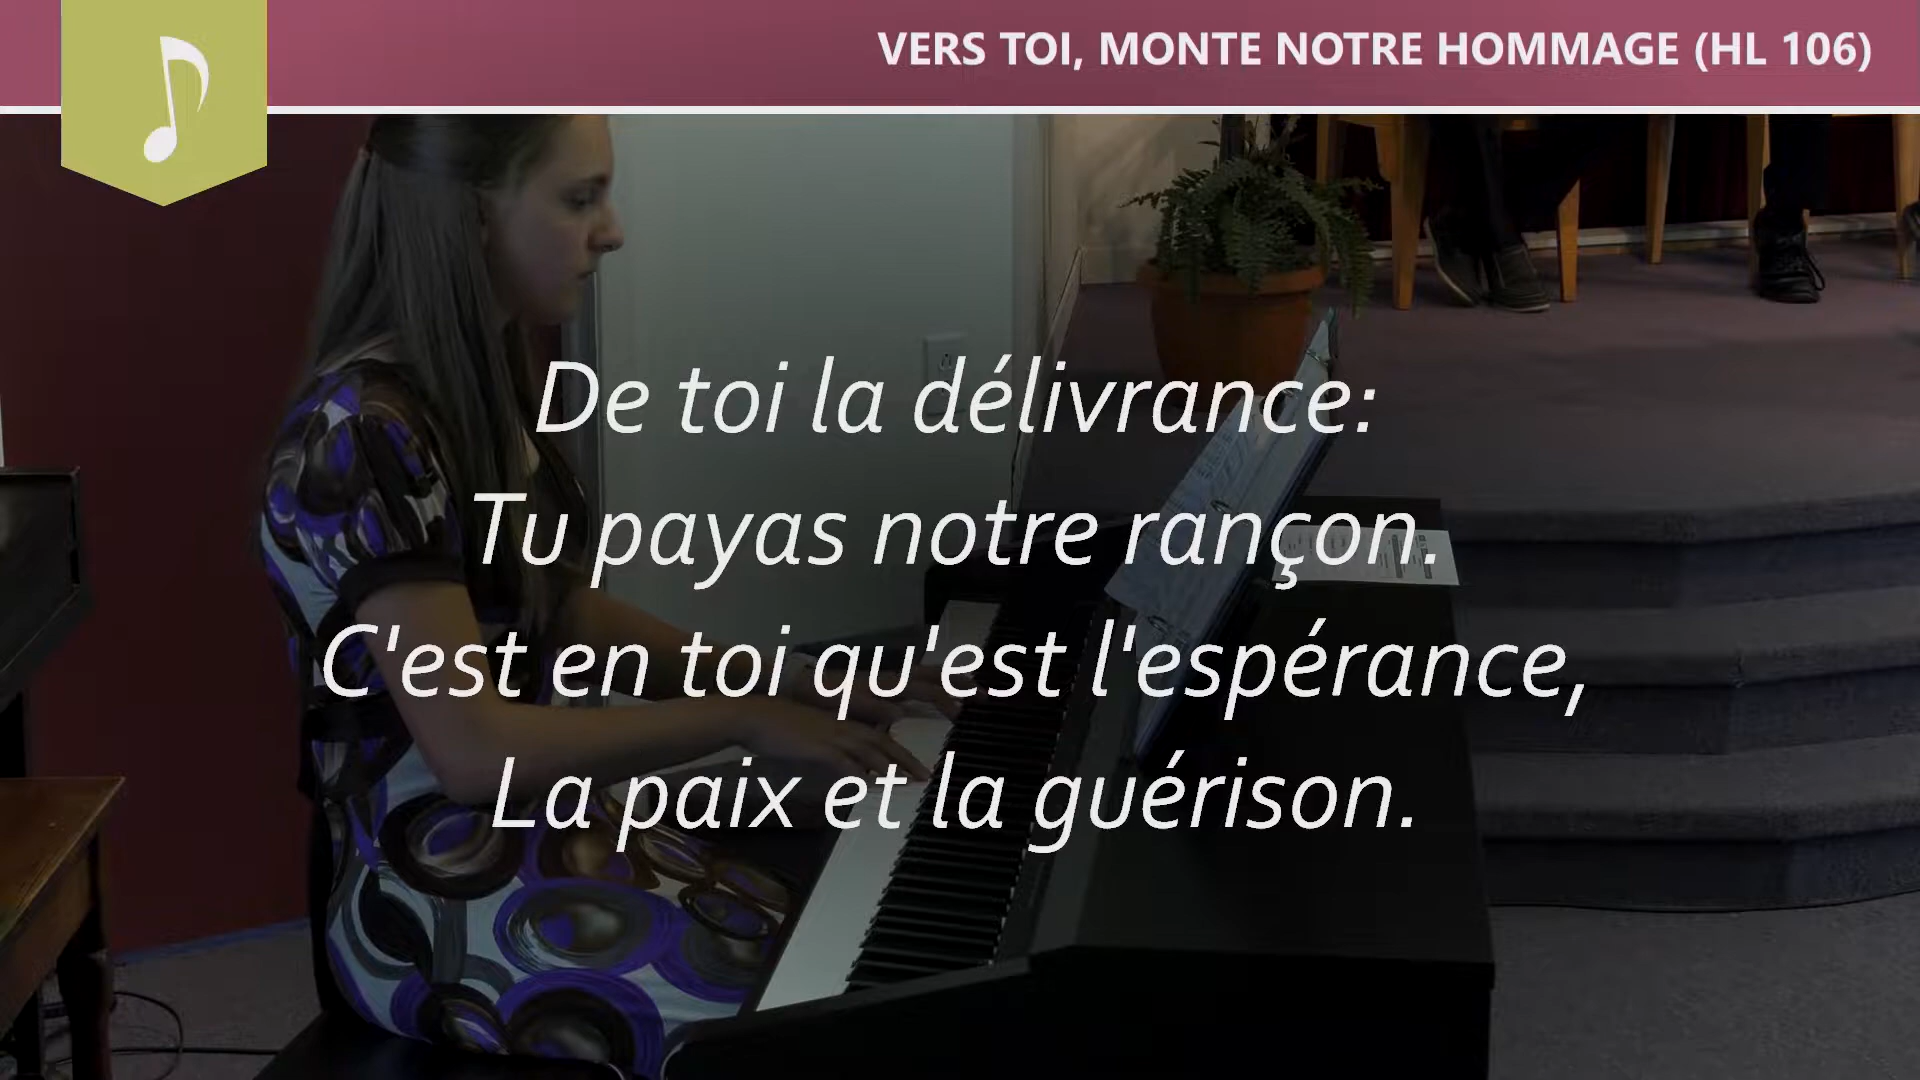 VERS TOI, MONTE NOTRE HOMMAGE (HL 106)
De toi la délivrance:
Tu payas notre rançon.
C'est en toi qu'est l'espérance,
La paix et la guérison.